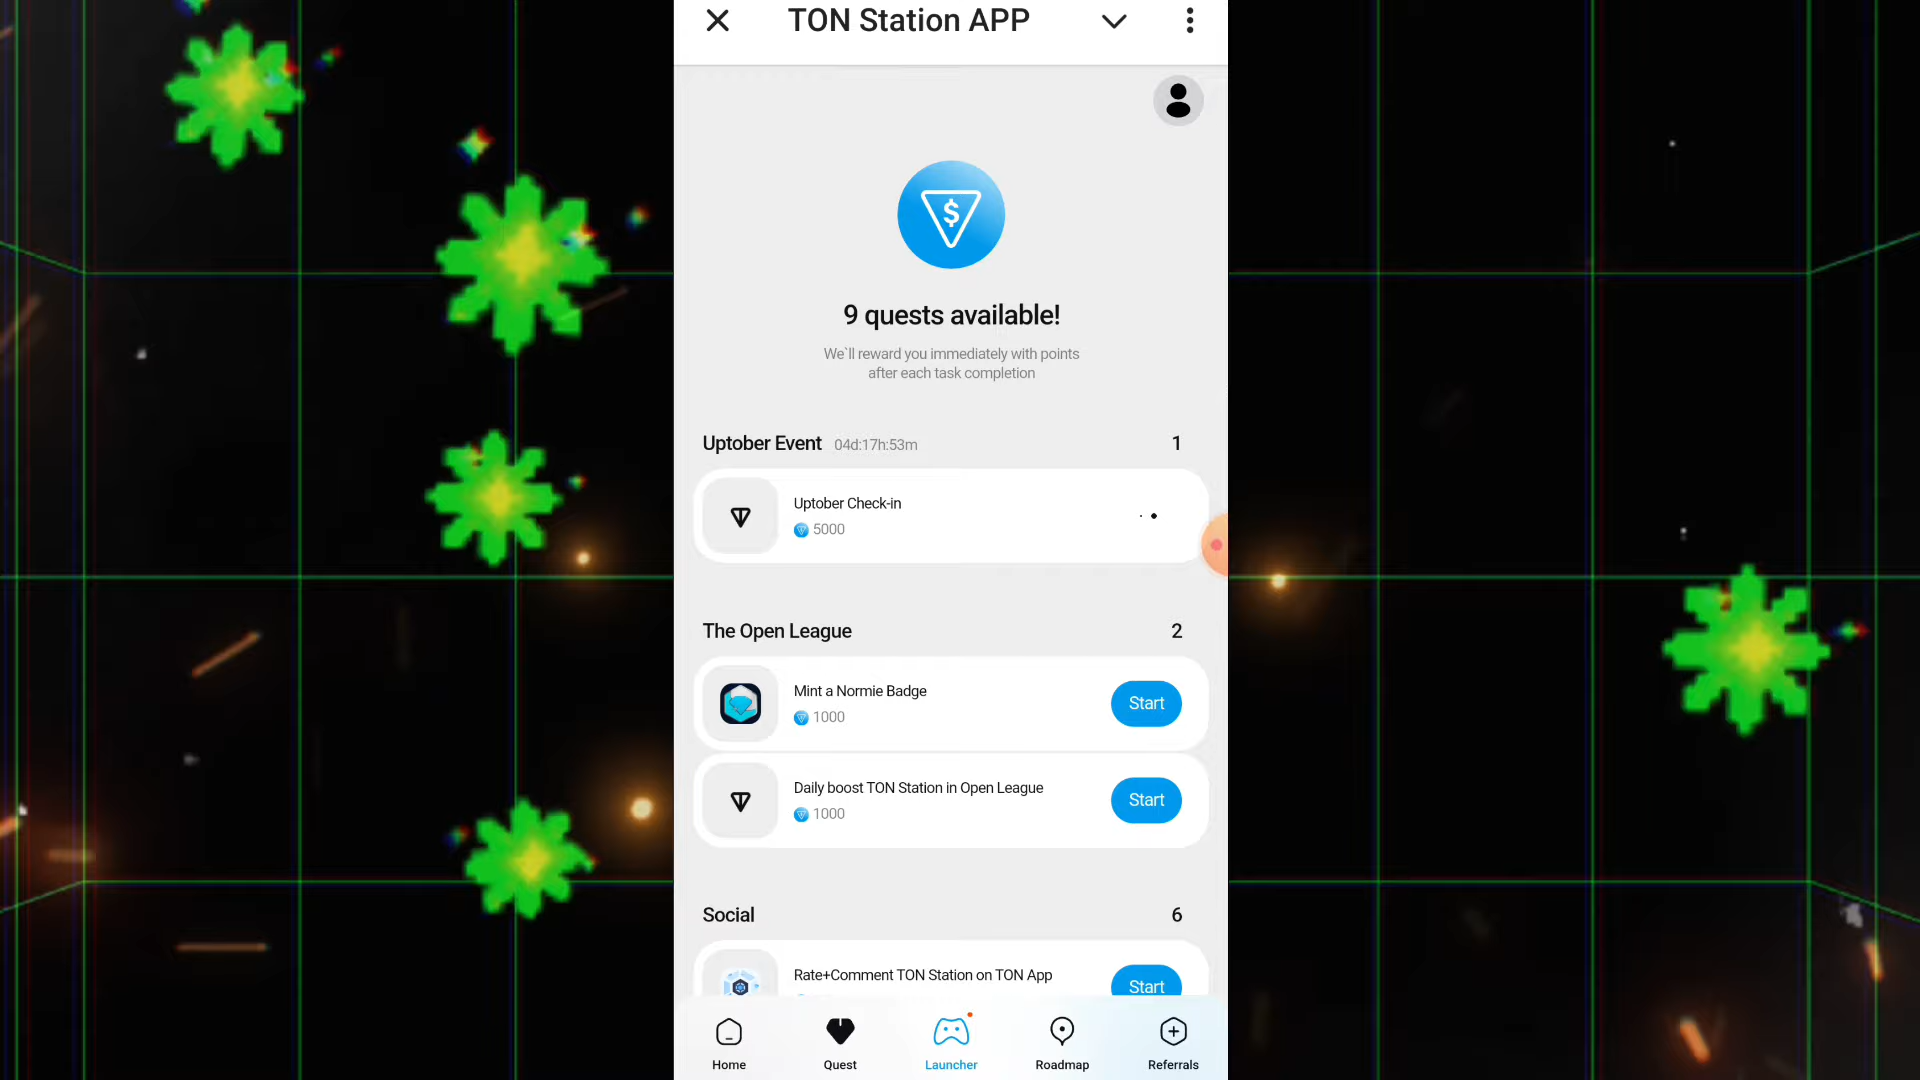 TON Station APP
$
9 quests available!
We`ll reward you immediately with points
after each task completion
Uptober Event 04d:17h:53m 1
Uptober Check-in
5000
The Open League 2
Mint a Normie Badge
1000
Start
Daily boost TON Station in Open League
1000
Start
Social 6
Rate+Comment TON Station on TON App
Start
Home Quest Launcher Roadmap Referrals